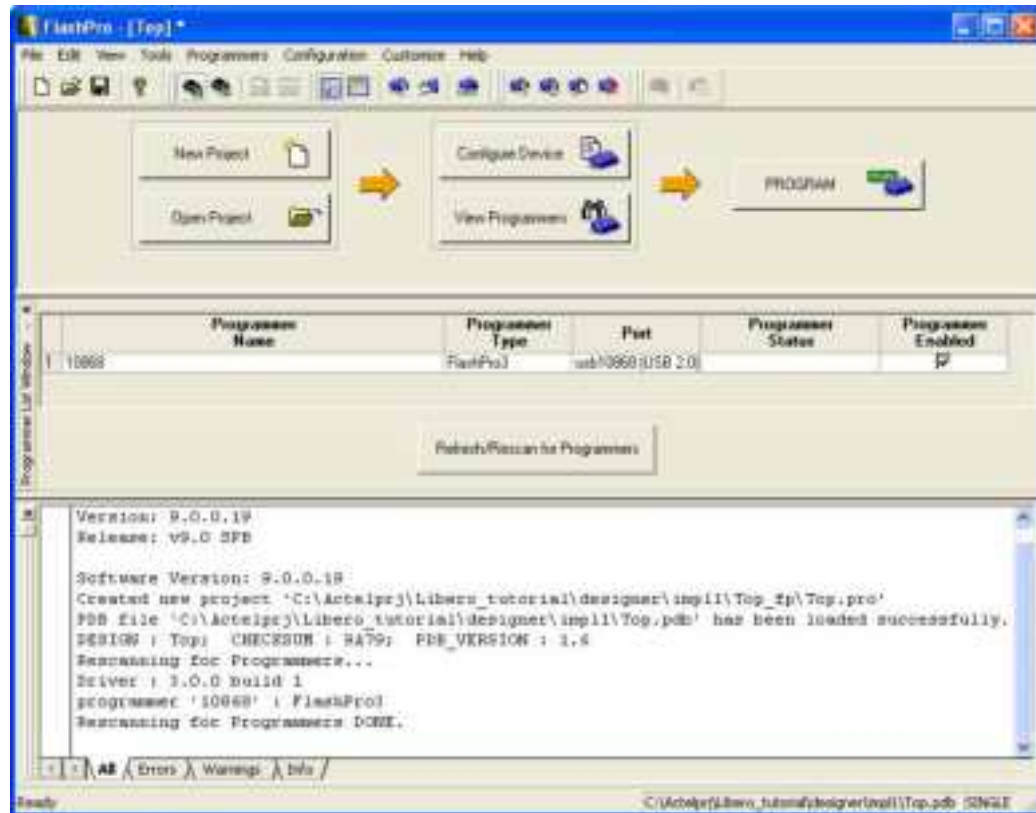 FlashPro - [Top] *
File Edit View Tools Programmers Configuration Customize Help
New Project
Open Project
Configure Device
View Programmers
PROGRAM
Programmer List Window
Programmer Name
Programmer Type
Port
Programmer Status
Programmer Enabled
1 10868 FlashPro3 usb10868 (USB 2.0)
Refresh/Rescan for Programmers
Version: 9.0.0.19
Release: v9.0
Software Version: 9.0.0.19
Created new project 'C:\Actelprj\Libero_tutorial\designer\impl1\Top_fp\Top.pro'
PDB file 'C:\Actelprj\Libero_tutorial\designer\impl1\Top.pdb' has been loaded successfully.
DESIGN : Top; CHECKSUM : 9A79; PDB_VERSION : 1.6
Rescanning for Programmers...
Driver : 3.0.0 build 1
programmer '10868' : FlashPro3
Rescanning for Programmers DONE.
All Errors Warnings Info
Ready
C:\Actelprj\Libero_tutorial\designer\impl1\Top.pdb SINGLE